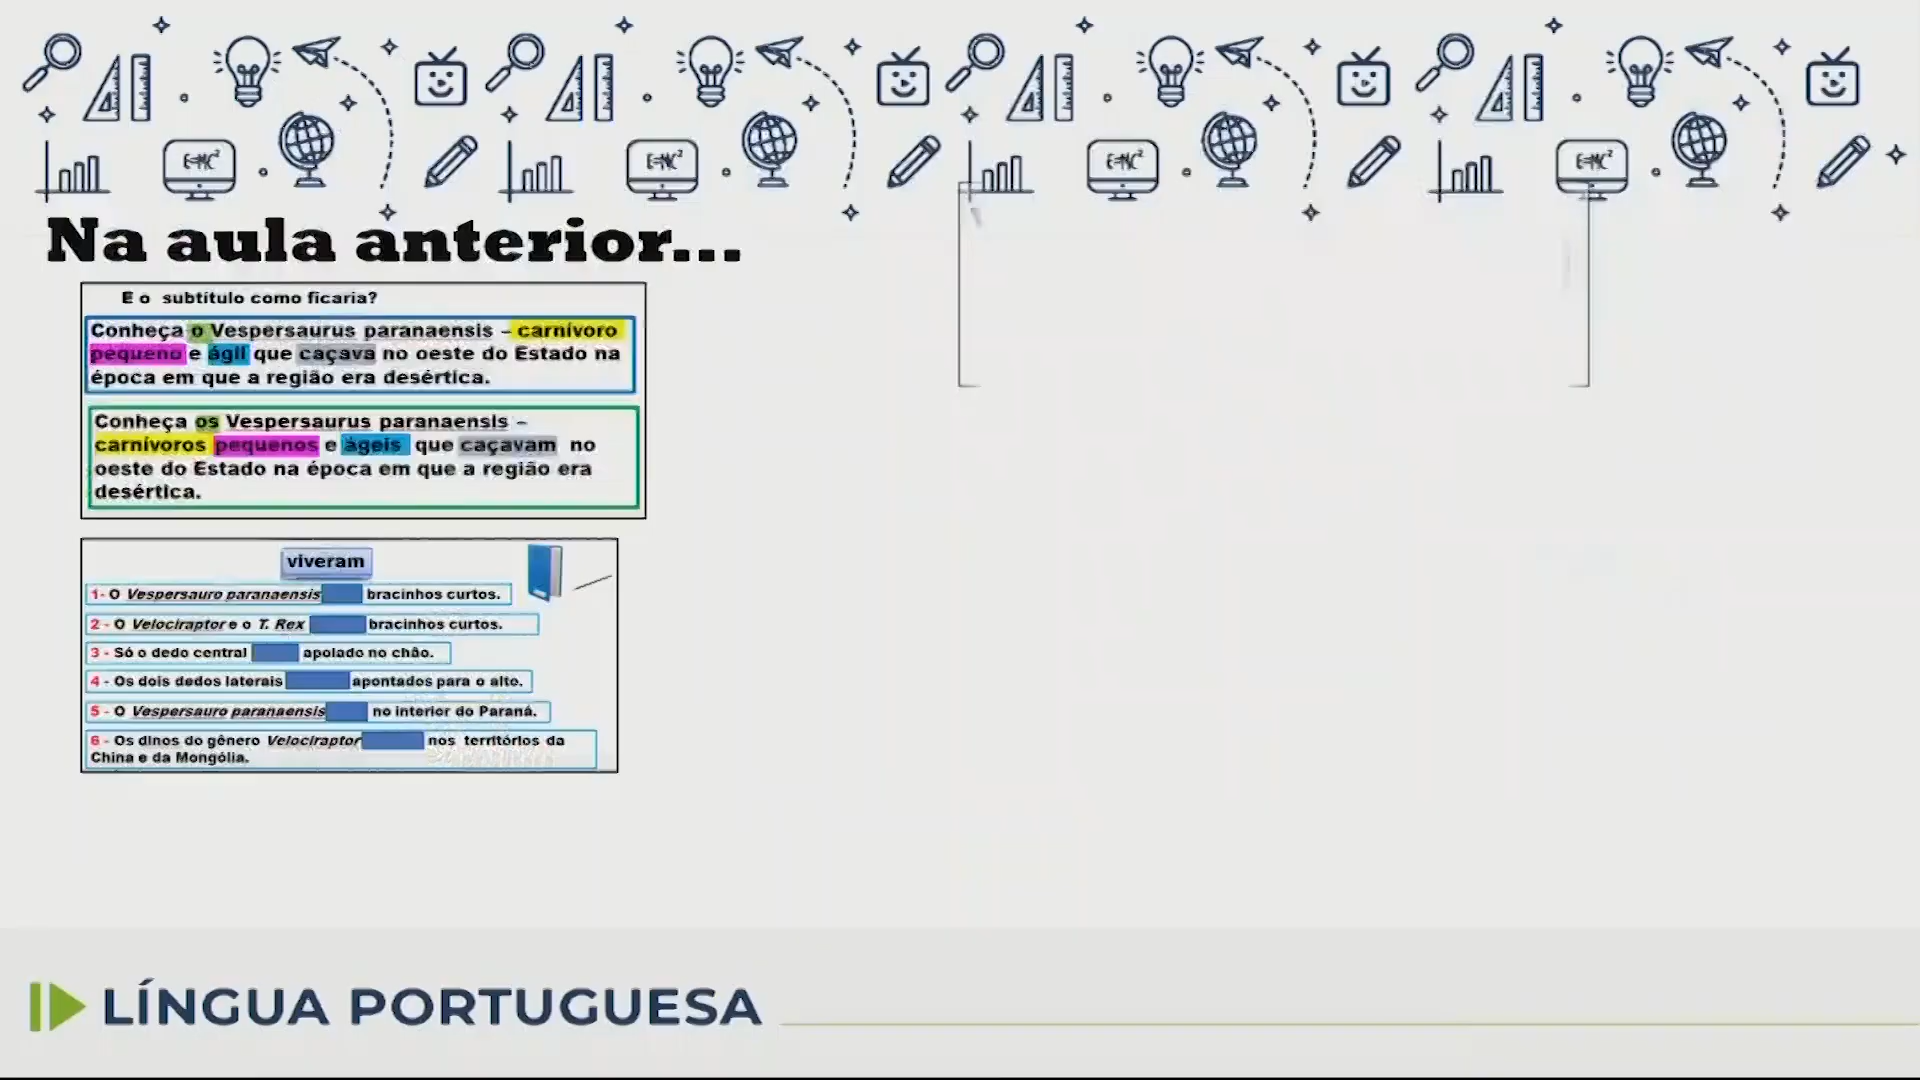 E=MC² E=MC² E=MC² E=MC²
Na aula anterior...
E o subtítulo como ficaria?
Conheça o Vespersaurus paranaensis – carnívoro
pequeno e ágil que caçava no oeste do Estado na
época em que a região era desértica.
Conheça os Vespersaurus paranaensis –
carnívoros pequenos e ágeis que caçavam no
oeste do Estado na época em que a região era
desértica.
viveram
1- O Vespersauro paranaensis bracinhos curtos.
2 - O Velociraptor e o T. Rex bracinhos curtos.
3 - Só o dedo central apoiado no chão.
4 - Os dois dedos laterais apontados para o alto.
5 - O Vespersauro paranaensis no interior do Paraná.
6 - Os dinos do gênero Velociraptor nos territórios da
China e da Mongólia.
LÍNGUA PORTUGUESA